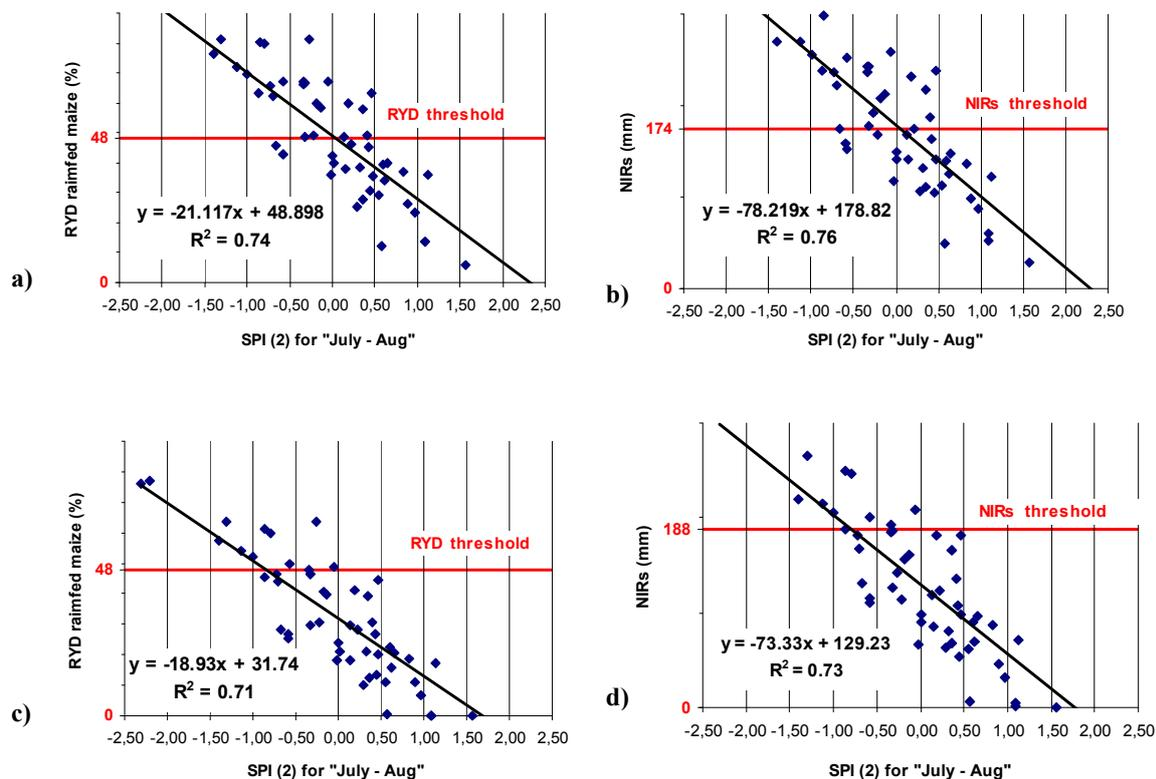 RYD raimfed maize (%)
48
0
RYD threshold
y = -21.117x + 48.898
R² = 0.74
-2,50 -2,00 -1,50 -1,00 -0,50 0,00 0,50 1,00 1,50 2,00 2,50
SPI (2) for "July - Aug"
a)
NIRs (mm)
174
0
NIRs threshold
y = -78.219x + 178.82
R² = 0.76
-2,50 -2,00 -1,50 -1,00 -0,50 0,00 0,50 1,00 1,50 2,00 2,50
SPI (2) for "July - Aug"
b)
RYD raimfed maize (%)
48
0
RYD threshold
y = -18.93x + 31.74
R² = 0.71
-2,50 -2,00 -1,50 -1,00 -0,50 0,00 0,50 1,00 1,50 2,00 2,50
SPI (2) for "July - Aug"
c)
NIRs (mm)
188
0
NIRs threshold
y = -73.33x + 129.23
R² = 0.73
-2,50 -2,00 -1,50 -1,00 -0,50 0,00 0,50 1,00 1,50 2,00 2,50
SPI (2) for "July - Aug"
d)